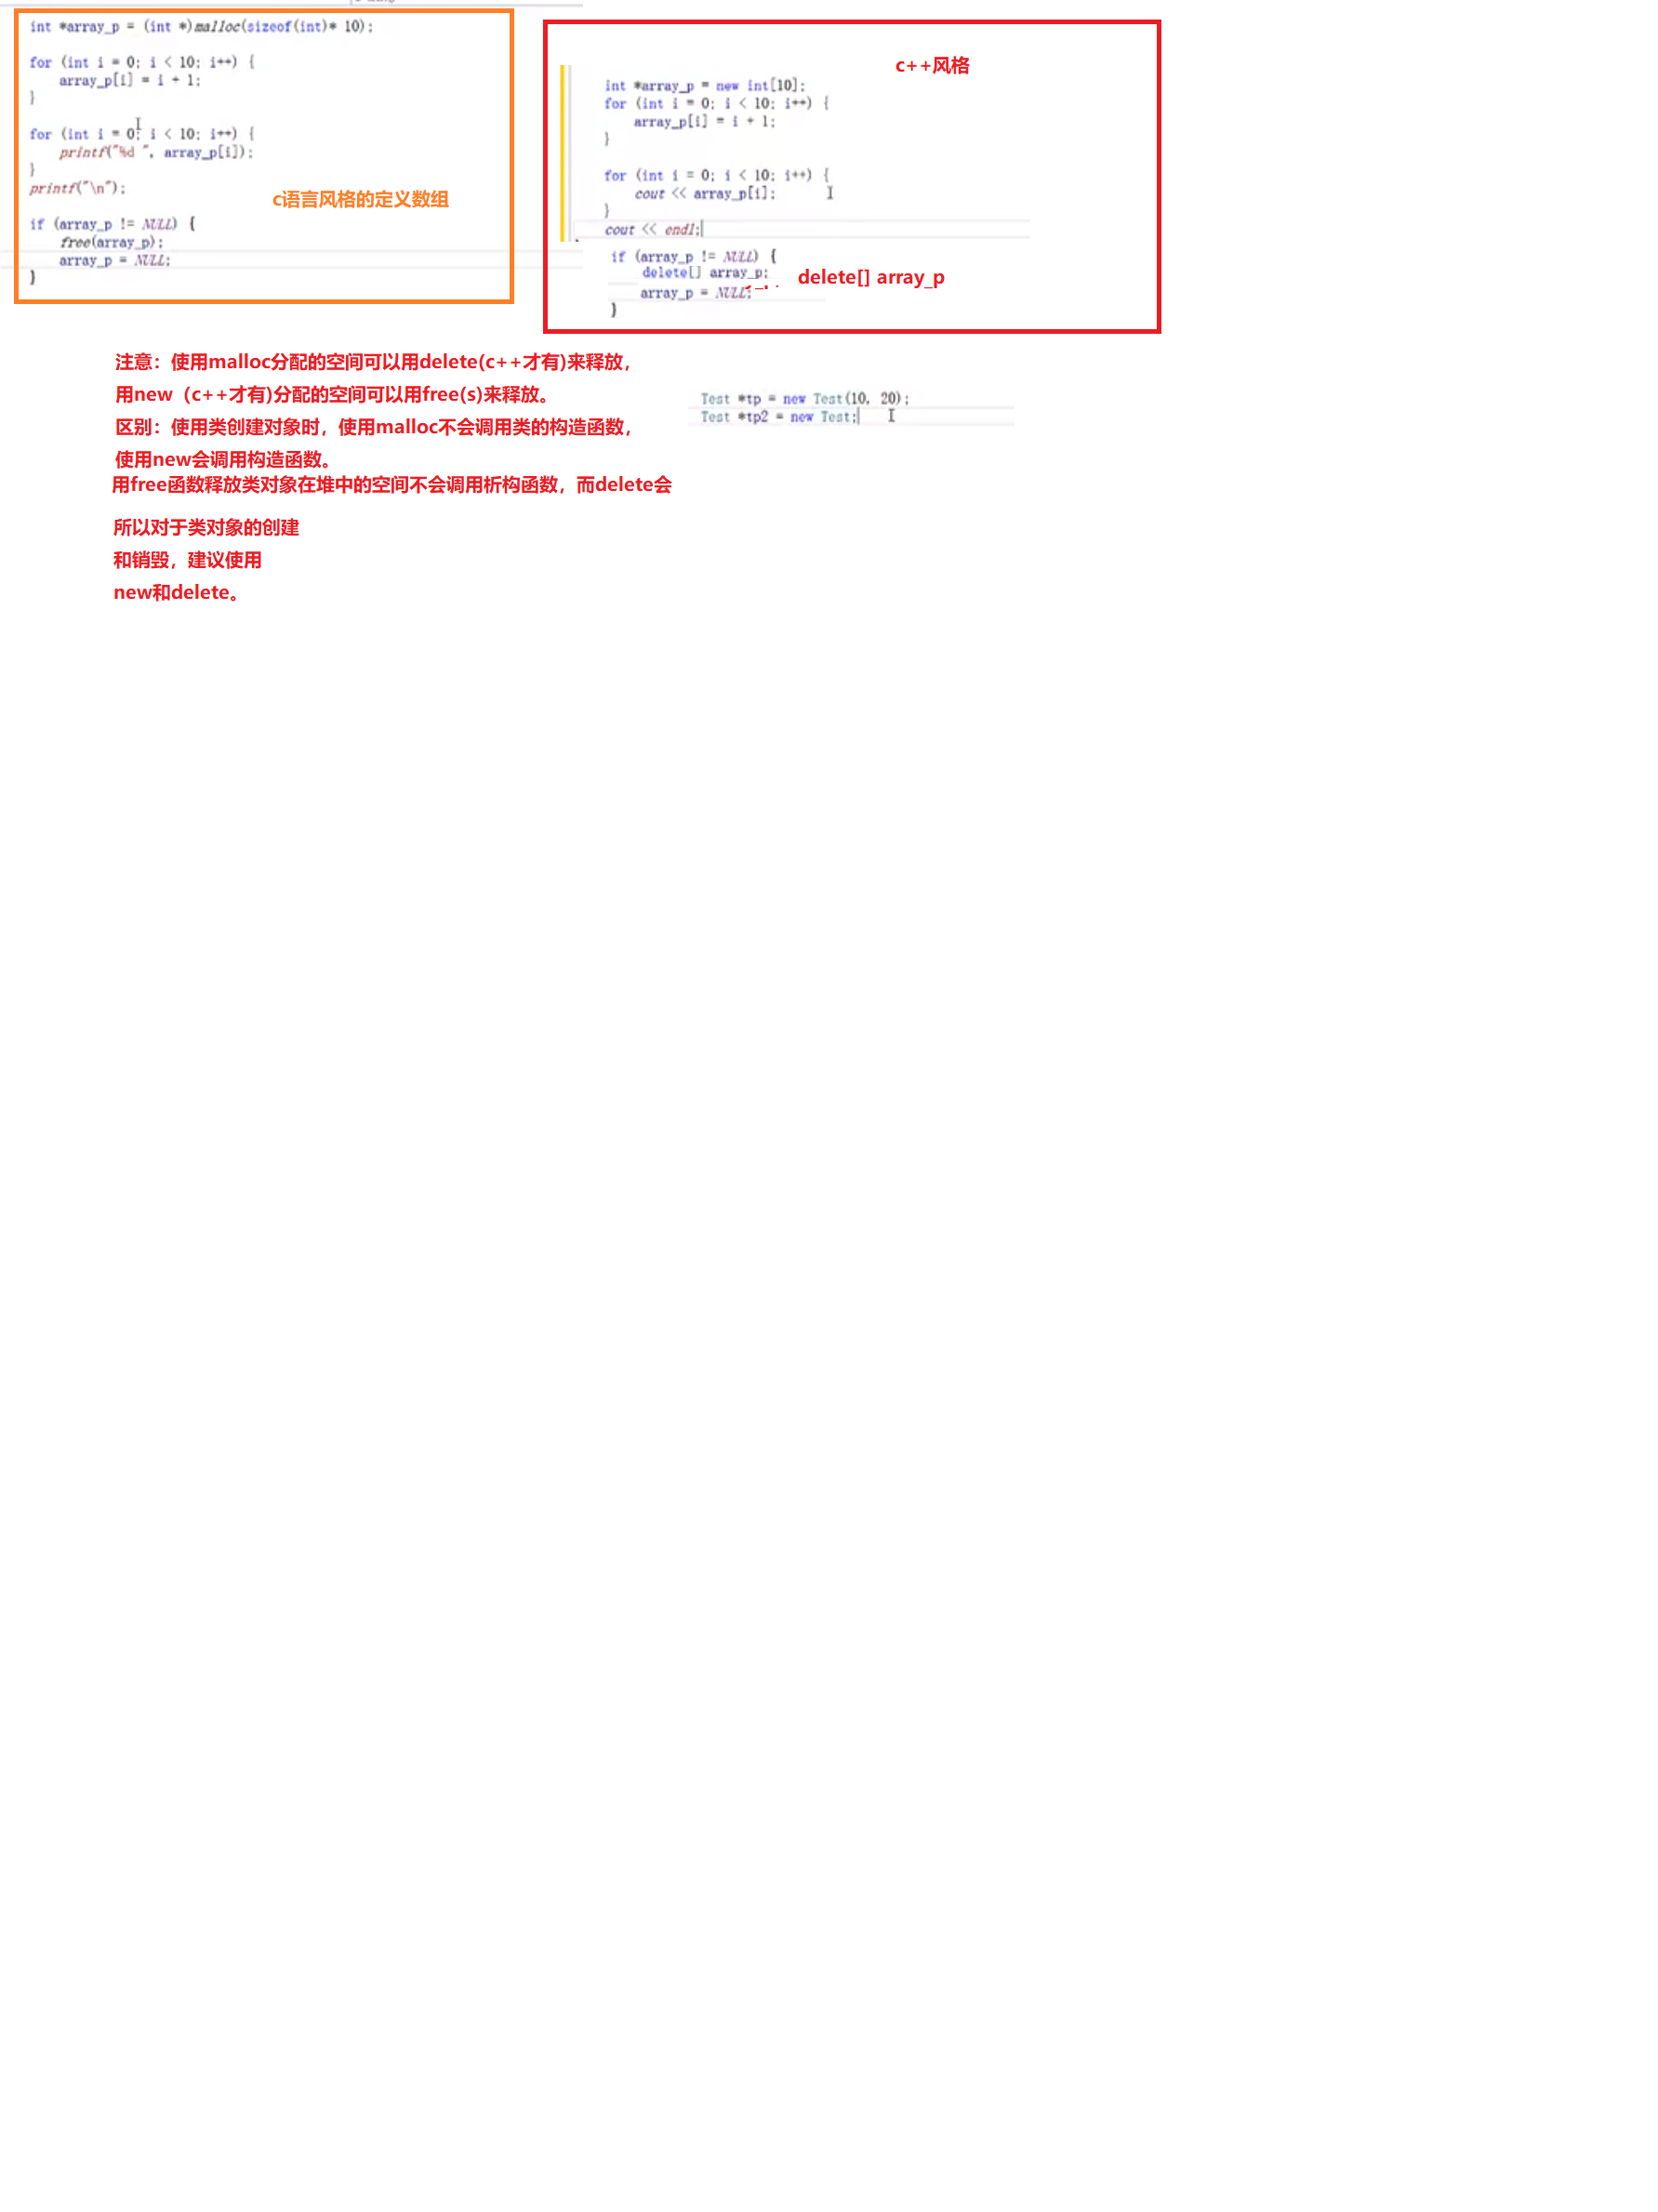 int *array_p = (int *)malloc(sizeof(int)* 10);
for (int i = 0; i < 10; i++) {
array_p[i] = i + 1;
}
for (int i = 0; i < 10; i++) {
printf("%d ", array_p[i]);
}
printf("\n");
c语言风格的定义数组
if (array_p != NULL) {
free(array_p);
array_p = NULL;
}
c++风格
int *array_p = new int[10];
for (int i = 0; i < 10; i++) {
array_p[i] = i + 1;
}
for (int i = 0; i < 10; i++) {
cout << array_p[i];
}
cout << endl;
if (array_p != NULL) {
delete[] array_p;
delete[] array_p
array_p = NULL;
}
注意：使用malloc分配的空间可以用delete(c++才有)来释放，
用new（c++才有)分配的空间可以用free(s)来释放。
区别：使用类创建对象时，使用malloc不会调用类的构造函数，
使用new会调用构造函数。
用free函数释放类对象在堆中的空间不会调用析构函数，而delete会
所以对于类对象的创建
和销毁，建议使用
new和delete。
Test *tp = new Test(10, 20);
Test *tp2 = new Test;